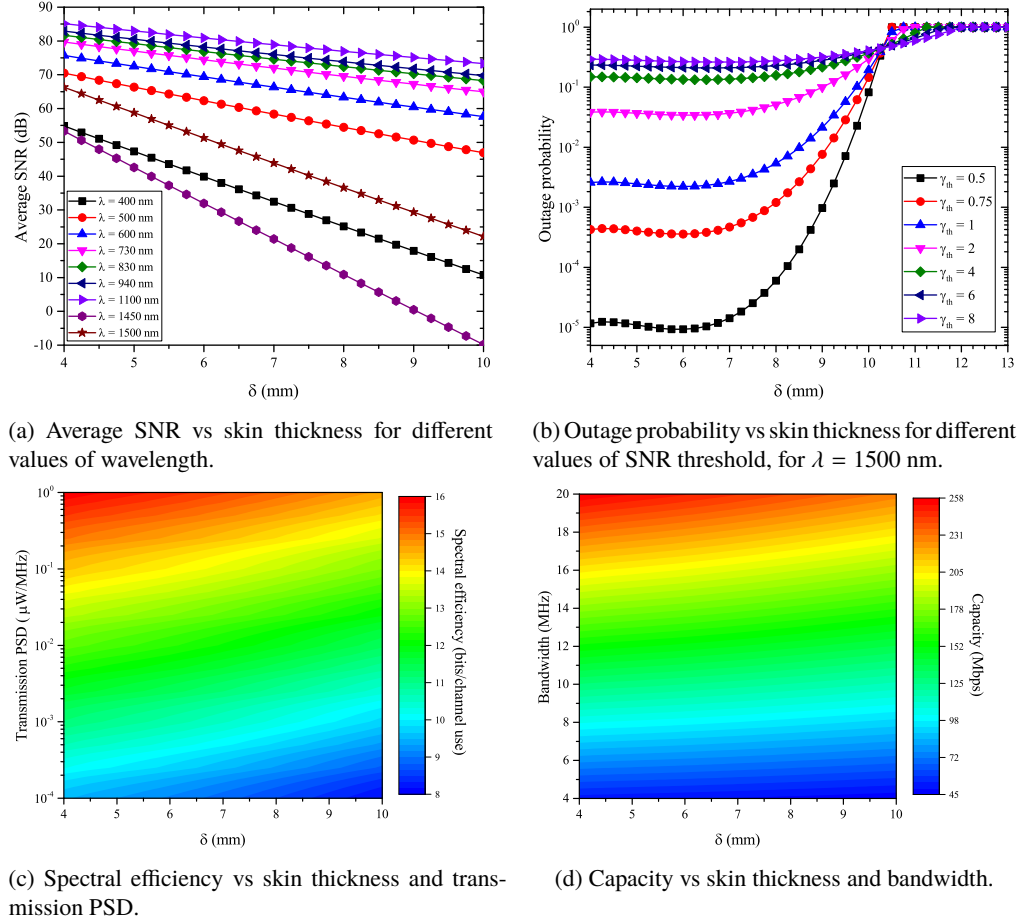 90
80
70
60
50
40
30
20
10
0
-10
Average SNR (dB)
λ = 400 nm
λ = 500 nm
λ = 600 nm
λ = 730 nm
λ = 830 nm
λ = 940 nm
λ = 1100 nm
λ = 1450 nm
λ = 1500 nm
4 5 6 7 8 9 10
δ (mm)
(a) Average SNR vs skin thickness for different
values of wavelength.
10^0
10^-1
10^-2
10^-3
10^-4
10^-5
Outage probability
γ_th = 0.5
γ_th = 0.75
γ_th = 1
γ_th = 2
γ_th = 4
γ_th = 6
γ_th = 8
4 5 6 7 8 9 10 11 12 13
δ (mm)
(b) Outage probability vs skin thickness for different
values of SNR threshold, for λ = 1500 nm.
10^0
10^-1
10^-2
10^-3
10^-4
Transmission PSD ( μW/MHz)
4 5 6 7 8 9 10
δ (mm)
16
15
14
13
12
11
10
9
8
Spectral efficiency
(bits/channel use)
(c) Spectral efficiency vs skin thickness and trans-
mission PSD.
20
18
16
14
12
10
8
6
4
Bandwidth (MHz)
4 5 6 7 8 9 10
δ (mm)
258
231
205
178
152
125
98
72
45
Capacity (Mbps)
(d) Capacity vs skin thickness and bandwidth.